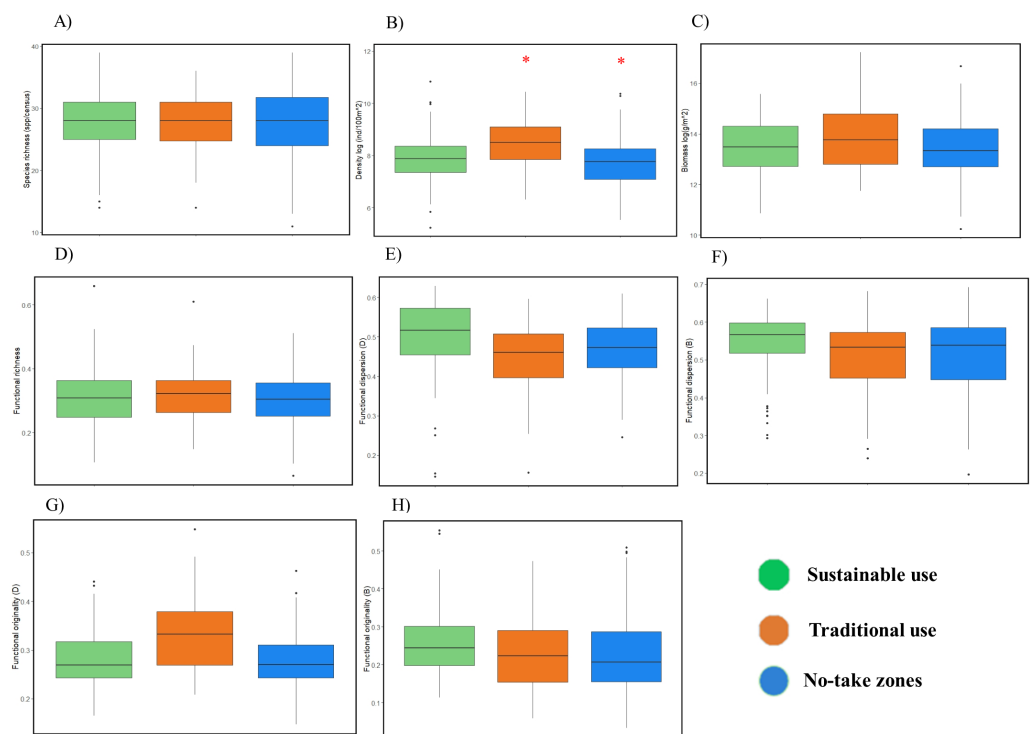 A)
B)
C)
Species richness (spp/census)
40
30
20
10
Density log (ind/100m^2)
12
10
8
6
*
*
Biomass log(g/m^2)
16
14
12
10
D)
E)
F)
Functional richness
0.6
0.4
0.2
Functional dispersion (D)
0.6
0.5
0.4
0.3
0.2
Functional dispersion (B)
0.7
0.6
0.5
0.4
0.3
0.2
G)
H)
Functional originality (D)
0.5
0.4
0.3
0.2
Functional originality (B)
0.5
0.4
0.3
0.2
0.1
Sustainable use
Traditional use
No-take zones